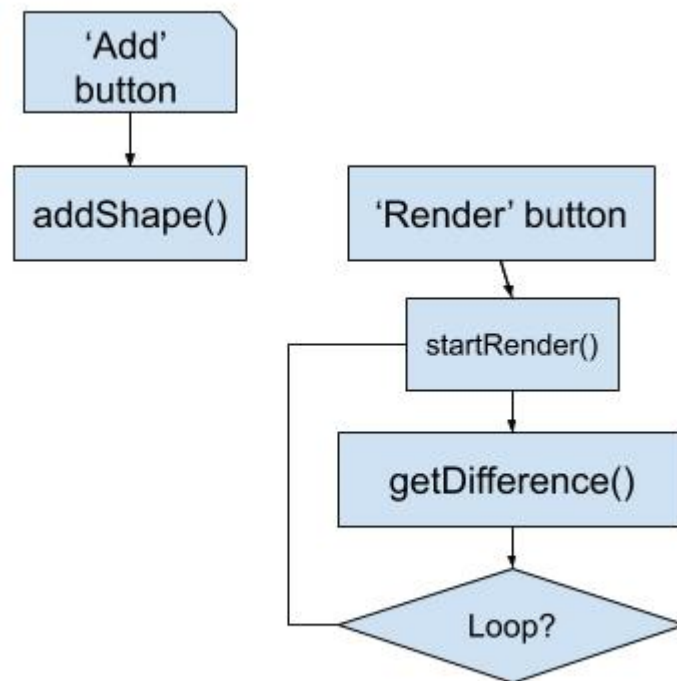 ‘Add’
button
addShape()
‘Render’ button
startRender()
getDifference()
Loop?